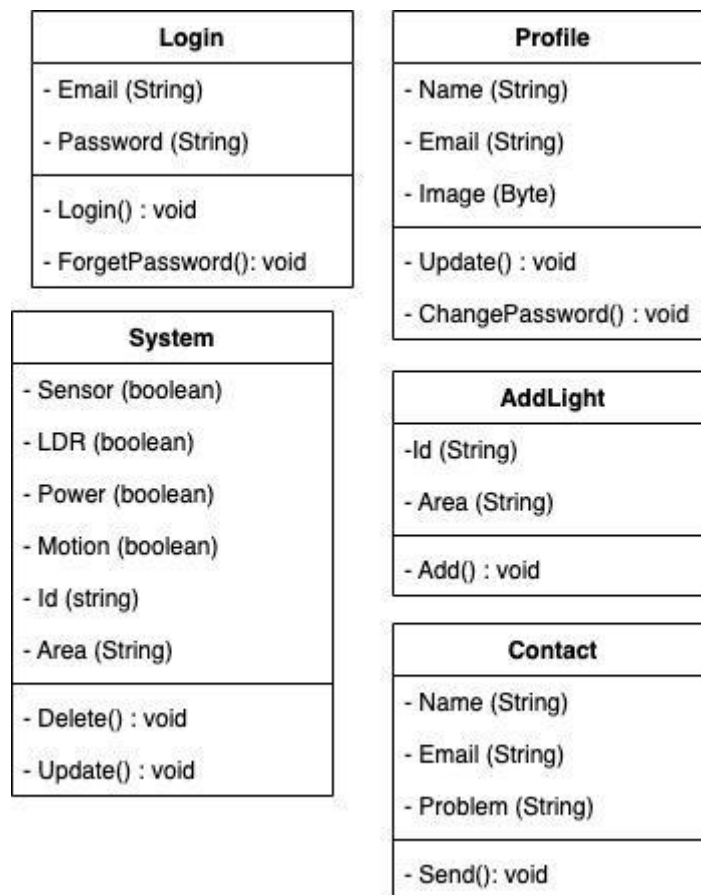 Login
- Email (String)
- Password (String)
- Login() : void
- ForgetPassword(): void
Profile
- Name (String)
- Email (String)
- Image (Byte)
- Update() : void
- ChangePassword() : void
System
- Sensor (boolean)
- LDR (boolean)
- Power (boolean)
- Motion (boolean)
- Id (string)
- Area (String)
- Delete() : void
- Update() : void
AddLight
-Id (String)
- Area (String)
- Add() : void
Contact
- Name (String)
- Email (String)
- Problem (String)
- Send(): void